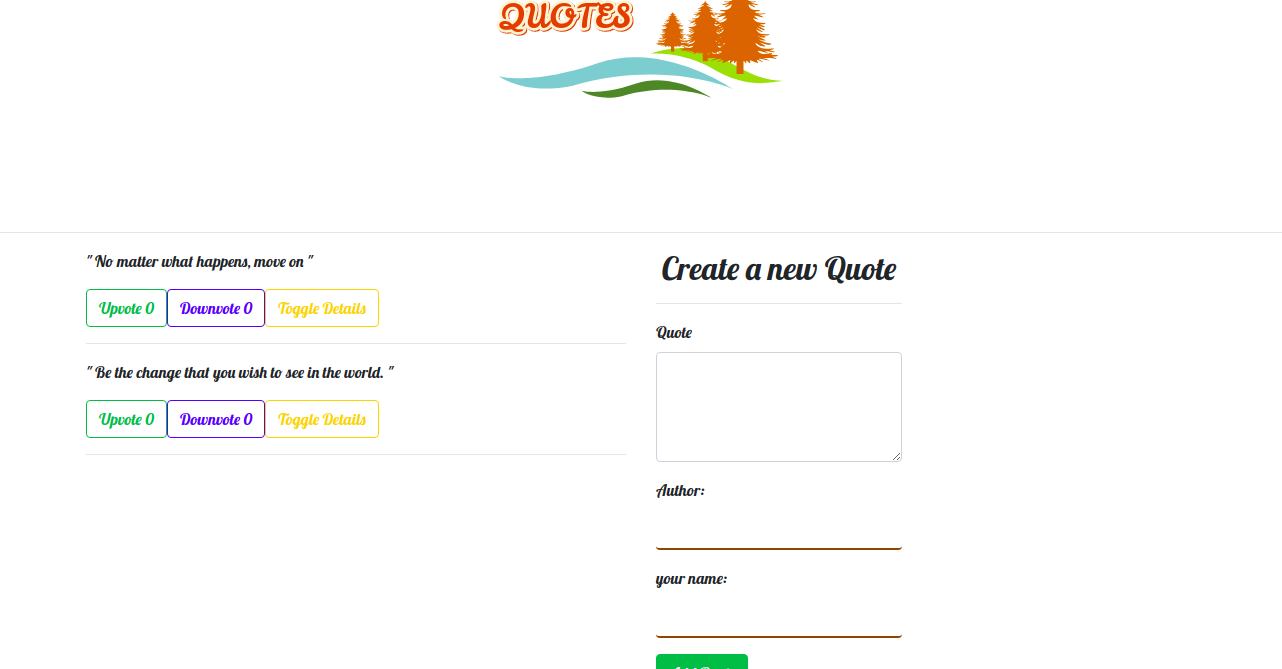 QUOTES
" No matter what happens, move on "
Upvote 0 Downvote 0 Toggle Details
" Be the change that you wish to see in the world. "
Upvote 0 Downvote 0 Toggle Details
Create a new Quote
Quote
Author:
your name: